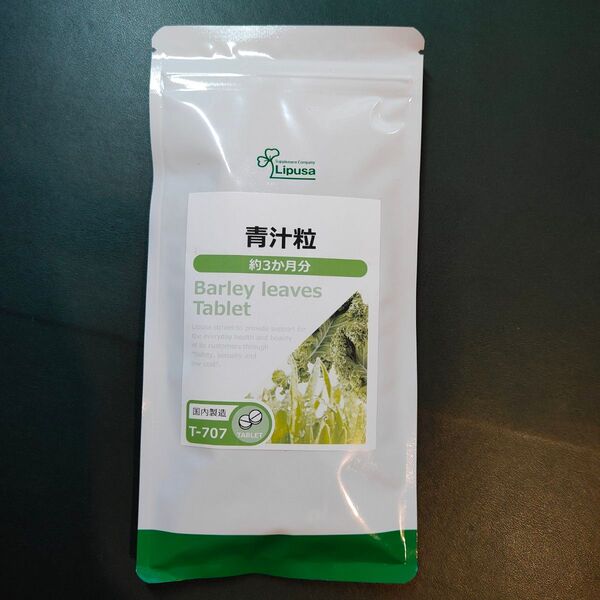 Supplement Company
Lipusa
青汁粒
約3か月分
Barley leaves
Tablet
Lipusa strives to provide support for
the everyday health and beauty
of its customers through
"safety, security and
low cost".
国内製造
T-707
TABLET